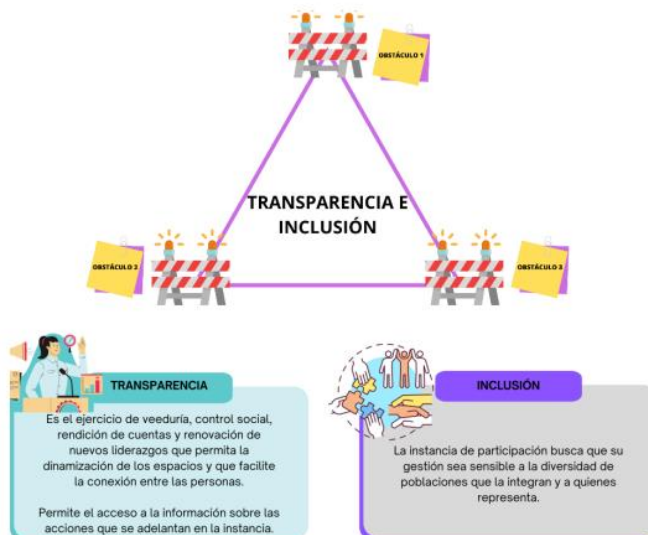 OBSTÁCULO 1
TRANSPARENCIA E
INCLUSIÓN
OBSTÁCULO 2
OBSTÁCULO 3
TRANSPARENCIA
Es el ejercicio de veeduría, control social,
rendición de cuentas y renovación de
nuevos liderazgos que permita la
dinamización de los espacios y que facilite
la conexión entre las personas.
Permite el acceso a la información sobre las
acciones que se adelantan en la instancia.
INCLUSIÓN
La instancia de participación busca que su
gestión sea sensible a la diversidad de
poblaciones que la integran y a quienes
representa.